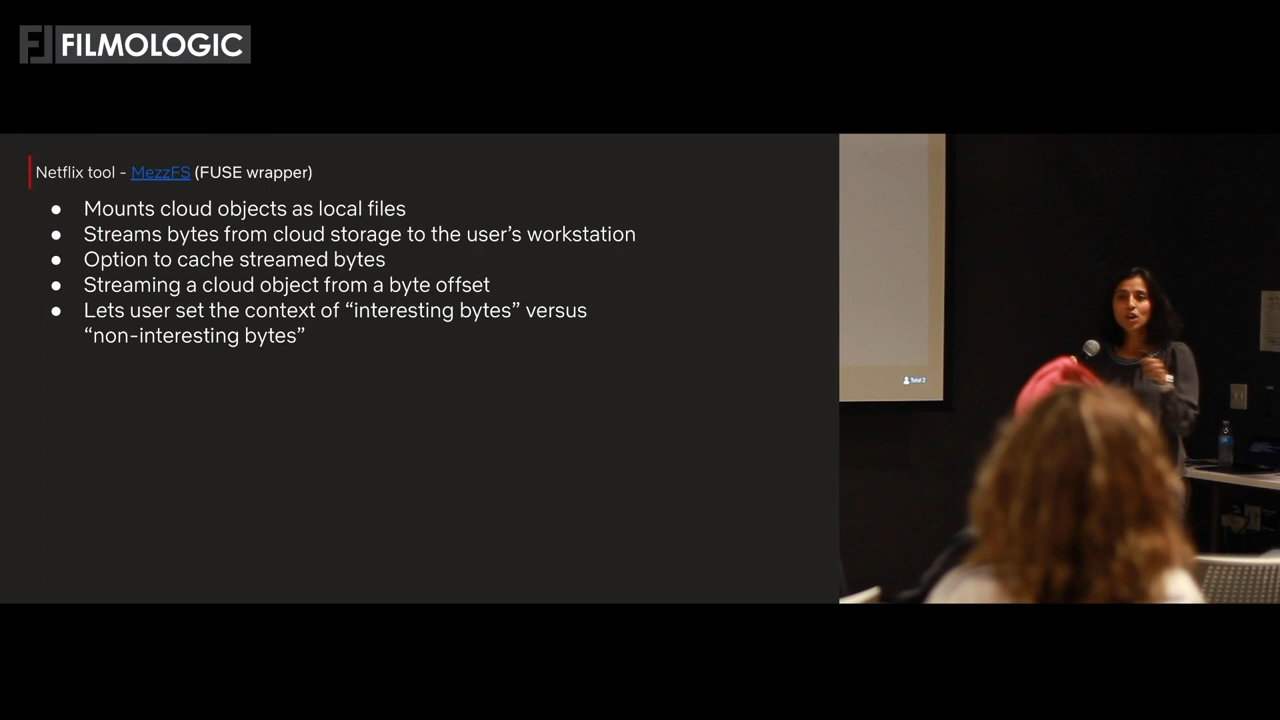 FILMOLOGIC
Netflix tool - MezzFS (FUSE wrapper)
● Mounts cloud objects as local files
● Streams bytes from cloud storage to the user’s workstation
● Option to cache streamed bytes
● Streaming a cloud object from a byte offset
● Lets user set the context of “interesting bytes” versus
“non-interesting bytes”
Total 2